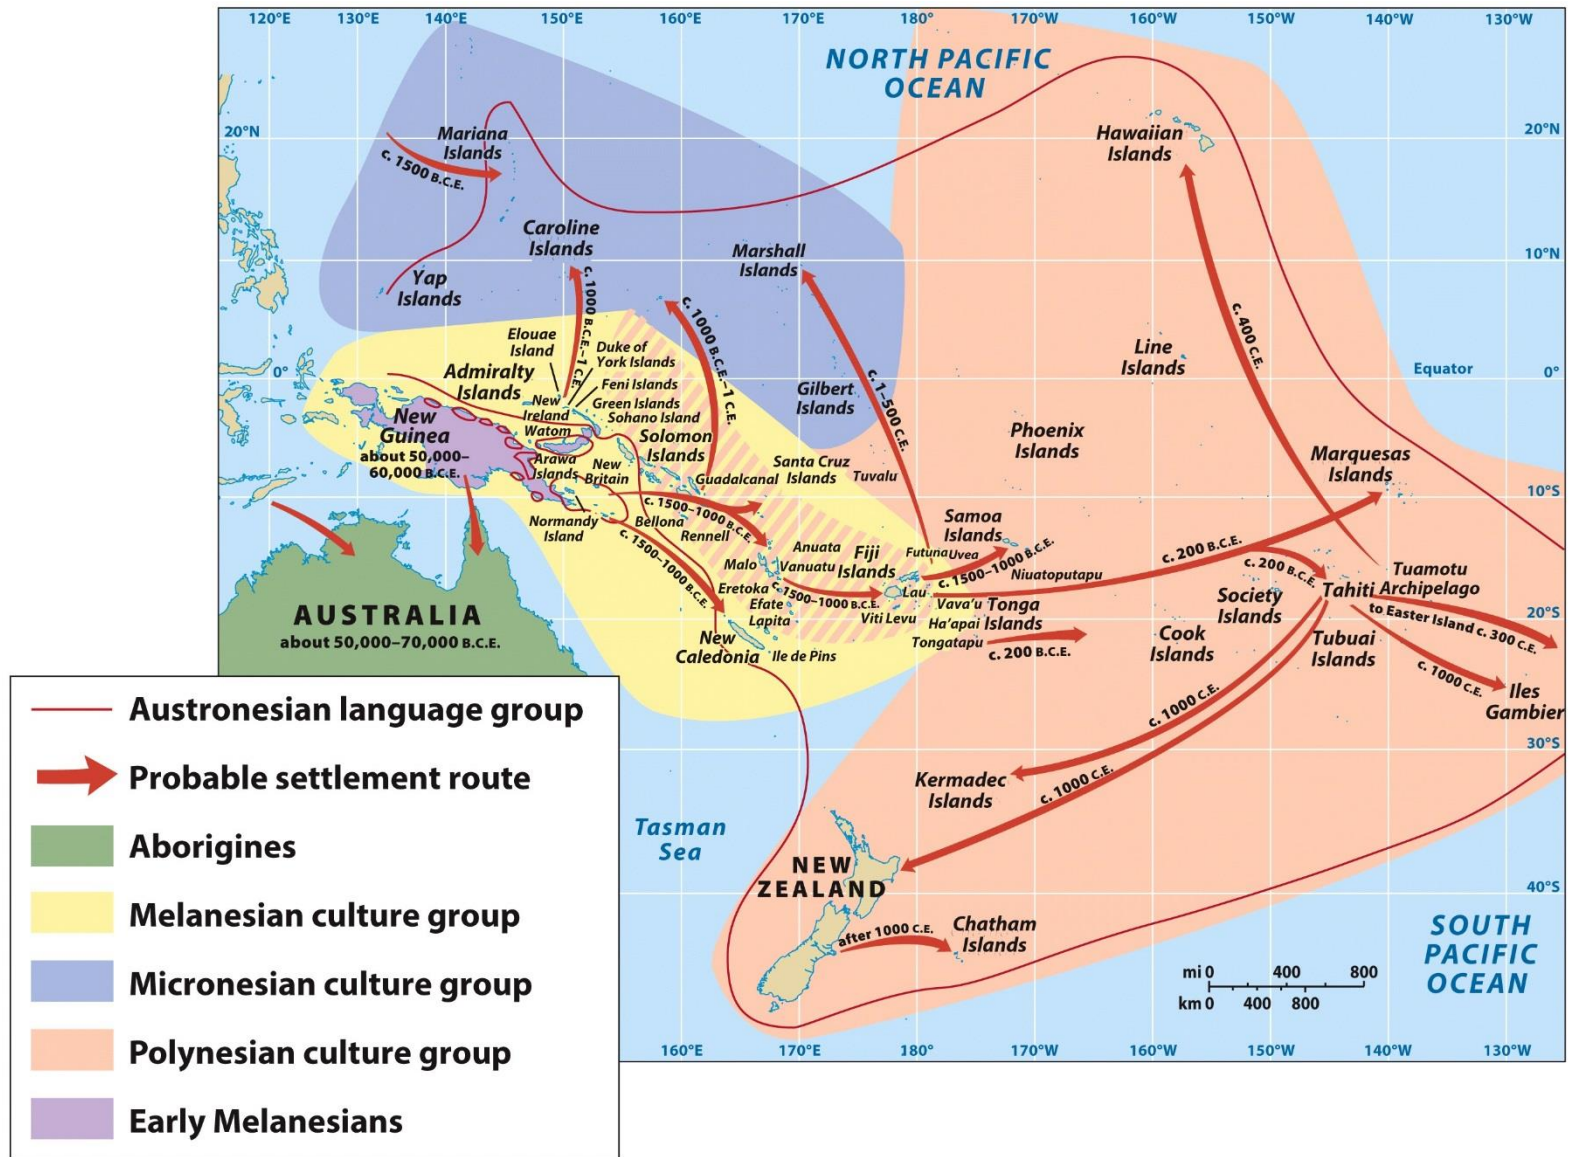 120°E
130°E
140°E
150°E
160°E
170°E
180°
170°W
160°W
150°W
140°W
130°W
NORTH PACIFIC
OCEAN
20°N
20°N
Mariana
Islands
c. 1500 B.C.E.
Hawaiian
Islands
Caroline
Islands
Marshall
Islands
10°N
10°N
Yap
Islands
c. 1000 B.C.E.–1 C.E.
c. 1000 B.C.E.–1 C.E.
c. 1–500 C.E.
c. 400 C.E.
Elouae
Island
Duke of
York Islands
Line
Islands
Equator
0°
0°
Admiralty
Islands
Feni Islands
Gilbert
Islands
New
Ireland
Green Islands
Sohano Island
New
Guinea
about 50,000–
60,000 B.C.E.
Watom
Solomon
Islands
Phoenix
Islands
Marquesas
Islands
Arawa
Islands
New
Britain
Guadalcanal
Santa Cruz
Islands
Tuvalu
10°S
10°S
Normandy
Island
c. 1500–1000 B.C.E.
Bellona
Rennell
Samoa
Islands
c. 1500–1000 B.C.E.
Malo
Anuata
Vanuatu
Fiji
Islands
Futuna
Uvea
c. 1500–1000 B.C.E.
Niuatoputapu
c. 200 B.C.E.
c. 200 B.C.E.
Tuamotu
Archipelago
Eretoka
Efate
Lapita
c. 1500–1000 B.C.E.
Lau
Viti Levu
Vava'u
Ha'apai
Tongatapu
Tonga
Islands
c. 200 B.C.E.
Society
Islands
Tahiti
to Easter Island c. 300 C.E.
20°S
20°S
AUSTRALIA
about 50,000–70,000 B.C.E.
New
Caledonia
Ile de Pins
Cook
Islands
Tubuai
Islands
c. 1000 C.E.
Iles
Gambier
c. 1000 C.E.
30°S
30°S
Kermadec
Islands
c. 1000 C.E.
Tasman
Sea
NEW
ZEALAND
40°S
40°S
after 1000 C.E.
Chatham
Islands
SOUTH
PACIFIC
OCEAN
mi 0 400 800
km 0 400 800
160°E
170°E
180°
170°W
160°W
150°W
140°W
130°W
Austronesian language group
Probable settlement route
Aborigines
Melanesian culture group
Micronesian culture group
Polynesian culture group
Early Melanesians